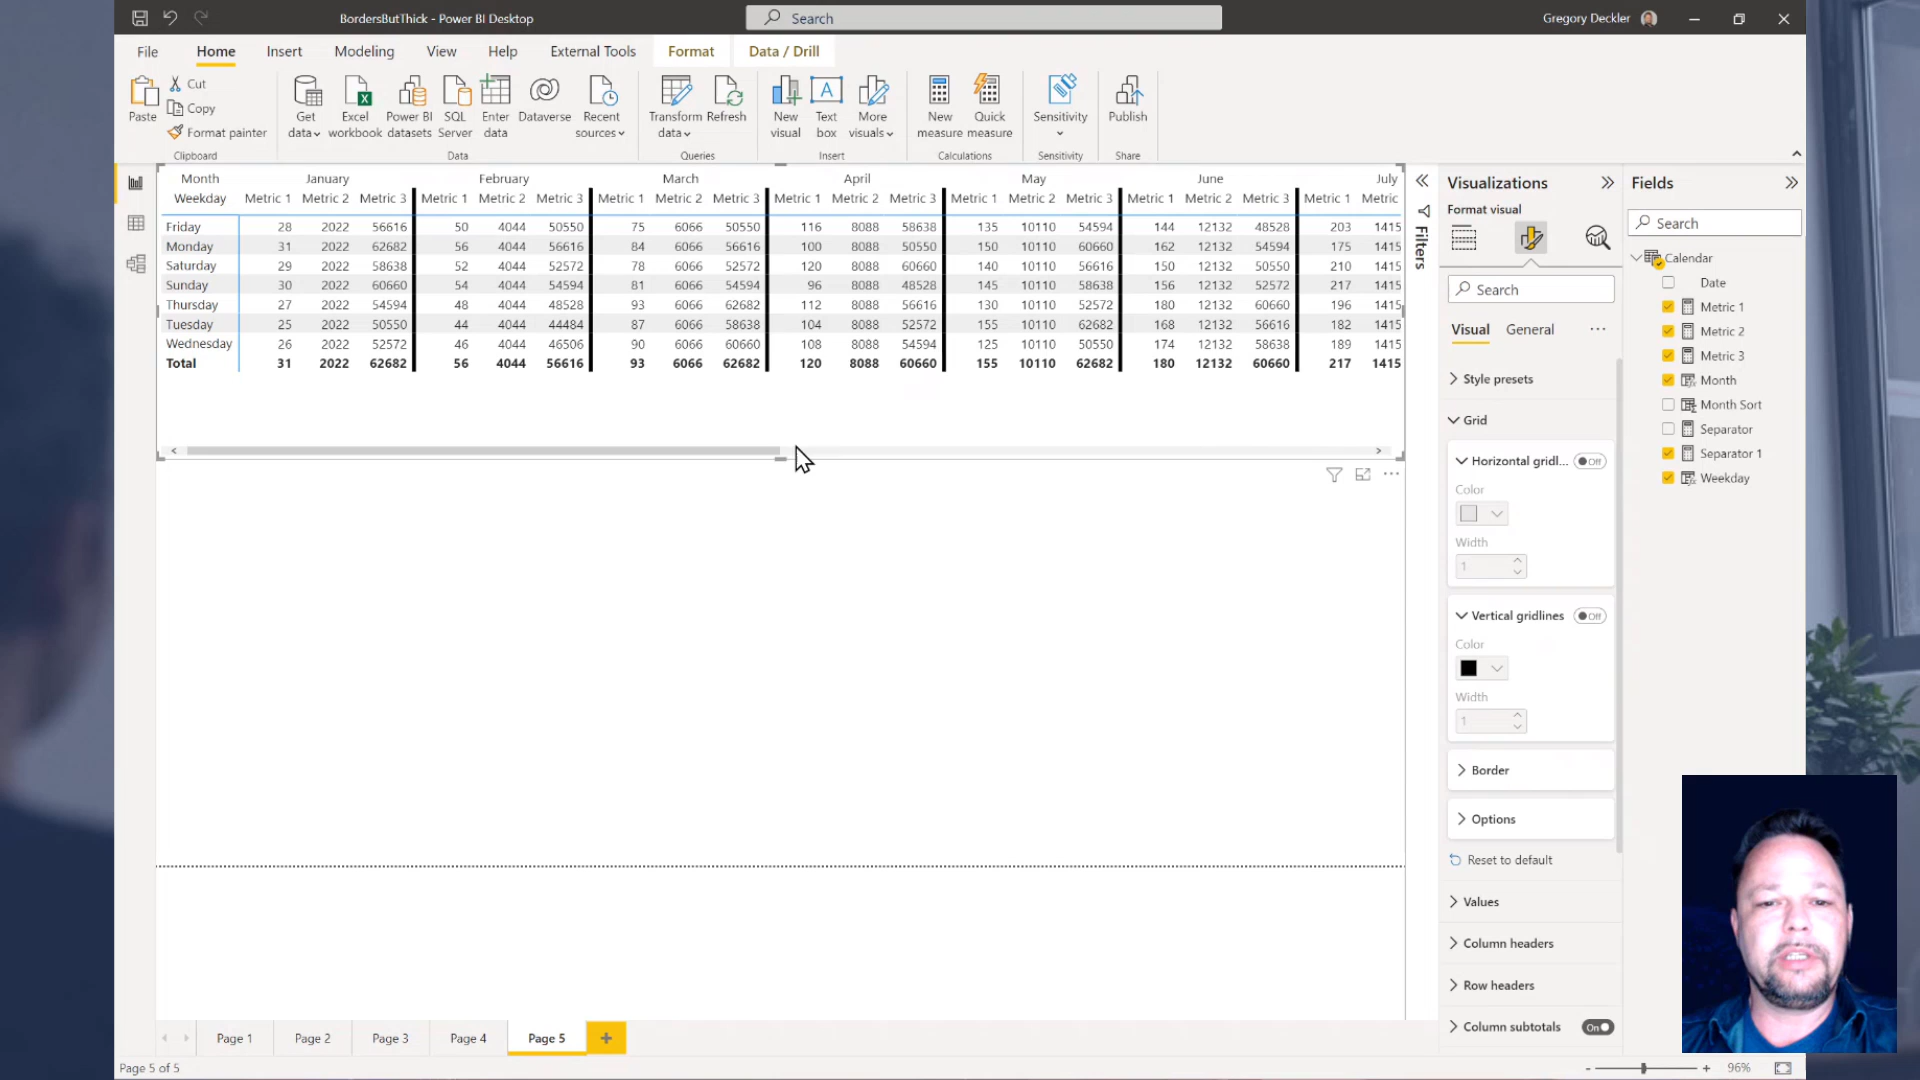 BordersButThick - Power BI Desktop
Search
Gregory Deckler
File Home Insert Modeling View Help External Tools Format Data / Drill
Paste
Cut
Copy
Format painter
Clipboard
Get data
Excel workbook
Power BI datasets
SQL Server
Enter data
Dataverse
Recent sources
Data
Transform data
Refresh
Queries
New visual
Text box
More visuals
Insert
New measure
Quick measure
Calculations
Sensitivity
Sensitivity
Publish
Share
Month January February March April May June July
Weekday Metric 1 Metric 2 Metric 3 Metric 1 Metric 2 Metric 3 Metric 1 Metric 2 Metric 3 Metric 1 Metric 2 Metric 3 Metric 1 Metric 2 Metric 3 Metric 1 Metric 2 Metric 3 Metric 1 Metric
Friday 28 2022 56616 50 4044 50550 75 6066 50550 116 8088 58638 135 10110 54594 144 12132 48528 203 1415
Monday 31 2022 62682 56 4044 56616 84 6066 56616 100 8088 50550 150 10110 60660 162 12132 54594 175 1415
Saturday 29 2022 58638 52 4044 52572 78 6066 52572 120 8088 60660 140 10110 56616 150 12132 50550 210 1415
Sunday 30 2022 60660 54 4044 54594 81 6066 54594 96 8088 48528 145 10110 58638 156 12132 52572 217 1415
Thursday 27 2022 54594 48 4044 48528 93 6066 62682 112 8088 56616 130 10110 52572 180 12132 60660 196 1415
Tuesday 25 2022 50550 44 4044 44484 87 6066 58638 104 8088 52572 155 10110 62682 168 12132 56616 182 1415
Wednesday 26 2022 52572 46 4044 46506 90 6066 60660 108 8088 54594 125 10110 50550 174 12132 58638 189 1415
Total 31 2022 62682 56 4044 56616 93 6066 62682 120 8088 60660 155 10110 62682 180 12132 60660 217 1415
Filters
Visualizations
Format visual
Search
Visual General
Style presets
Grid
Horizontal gridl... Off
Color
Width
1
Vertical gridlines Off
Color
Width
1
Border
Options
Reset to default
Values
Column headers
Row headers
Column subtotals On
Fields
Search
Calendar
Date
Metric 1
Metric 2
Metric 3
Month
Month Sort
Separator
Separator 1
Weekday
Page 1 Page 2 Page 3 Page 4 Page 5 +
Page 5 of 5
- + 96%